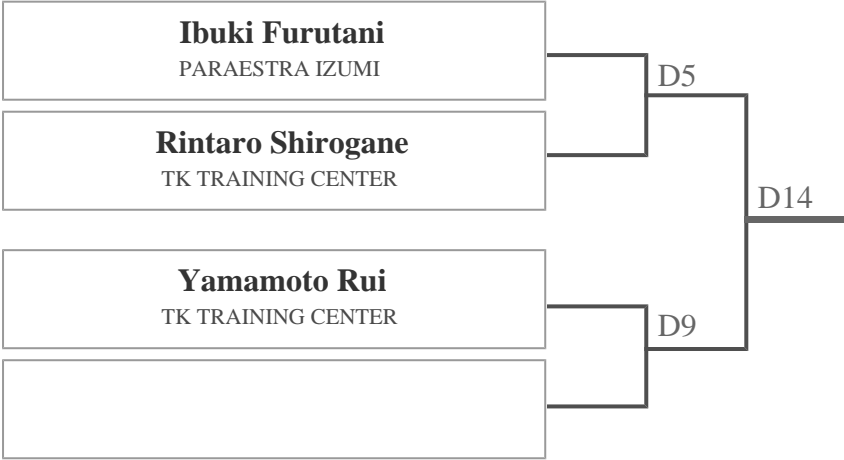 Ibuki Furutani
PARAESTRA IZUMI
D5
Rintaro Shirogane
TK TRAINING CENTER
D14
Yamamoto Rui
TK TRAINING CENTER
D9